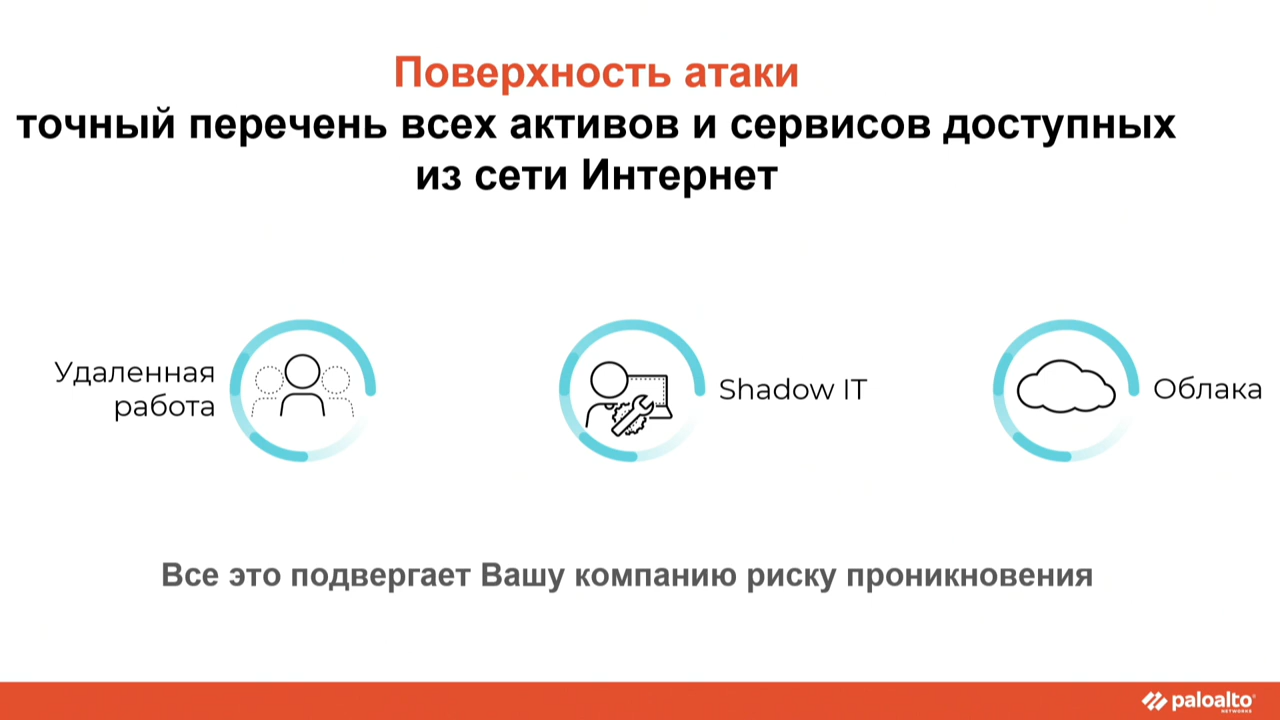 Поверхность атаки
точный перечень всех активов и сервисов доступных
из сети Интернет
Удаленная
работа
Shadow IT
Облака
Все это подвергает Вашу компанию риску проникновения
paloalto
NETWORKS